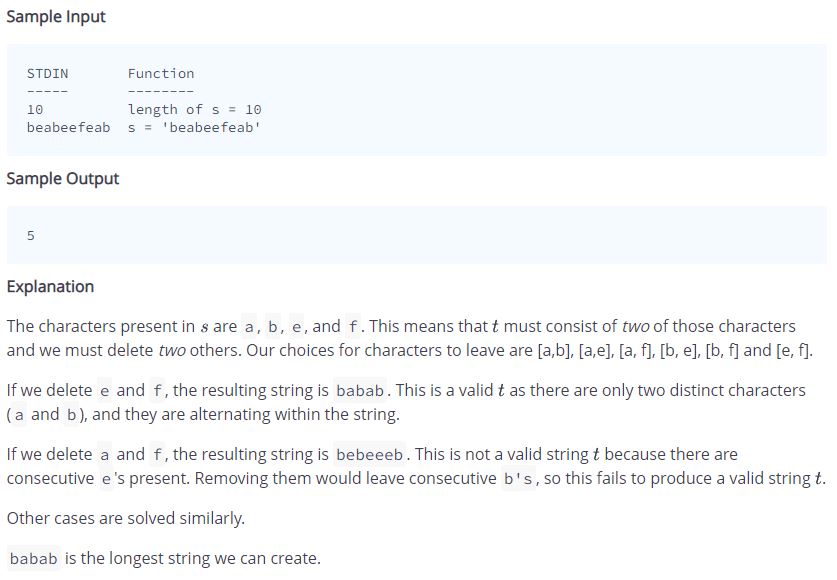 Sample Input
STDIN Function
----- --------
10 length of s = 10
beabeefeab s = 'beabeefeab'
Sample Output
5
Explanation
The characters present in s are a, b, e, and f. This means that t must consist of two of those characters
and we must delete two others. Our choices for characters to leave are [a,b], [a,e], [a, f], [b, e], [b, f] and [e, f].
If we delete e and f, the resulting string is babab. This is a valid t as there are only two distinct characters
(a and b), and they are alternating within the string.
If we delete a and f, the resulting string is bebeeeb. This is not a valid string t because there are
consecutive e's present. Removing them would leave consecutive b's, so this fails to produce a valid string t.
Other cases are solved similarly.
babab is the longest string we can create.